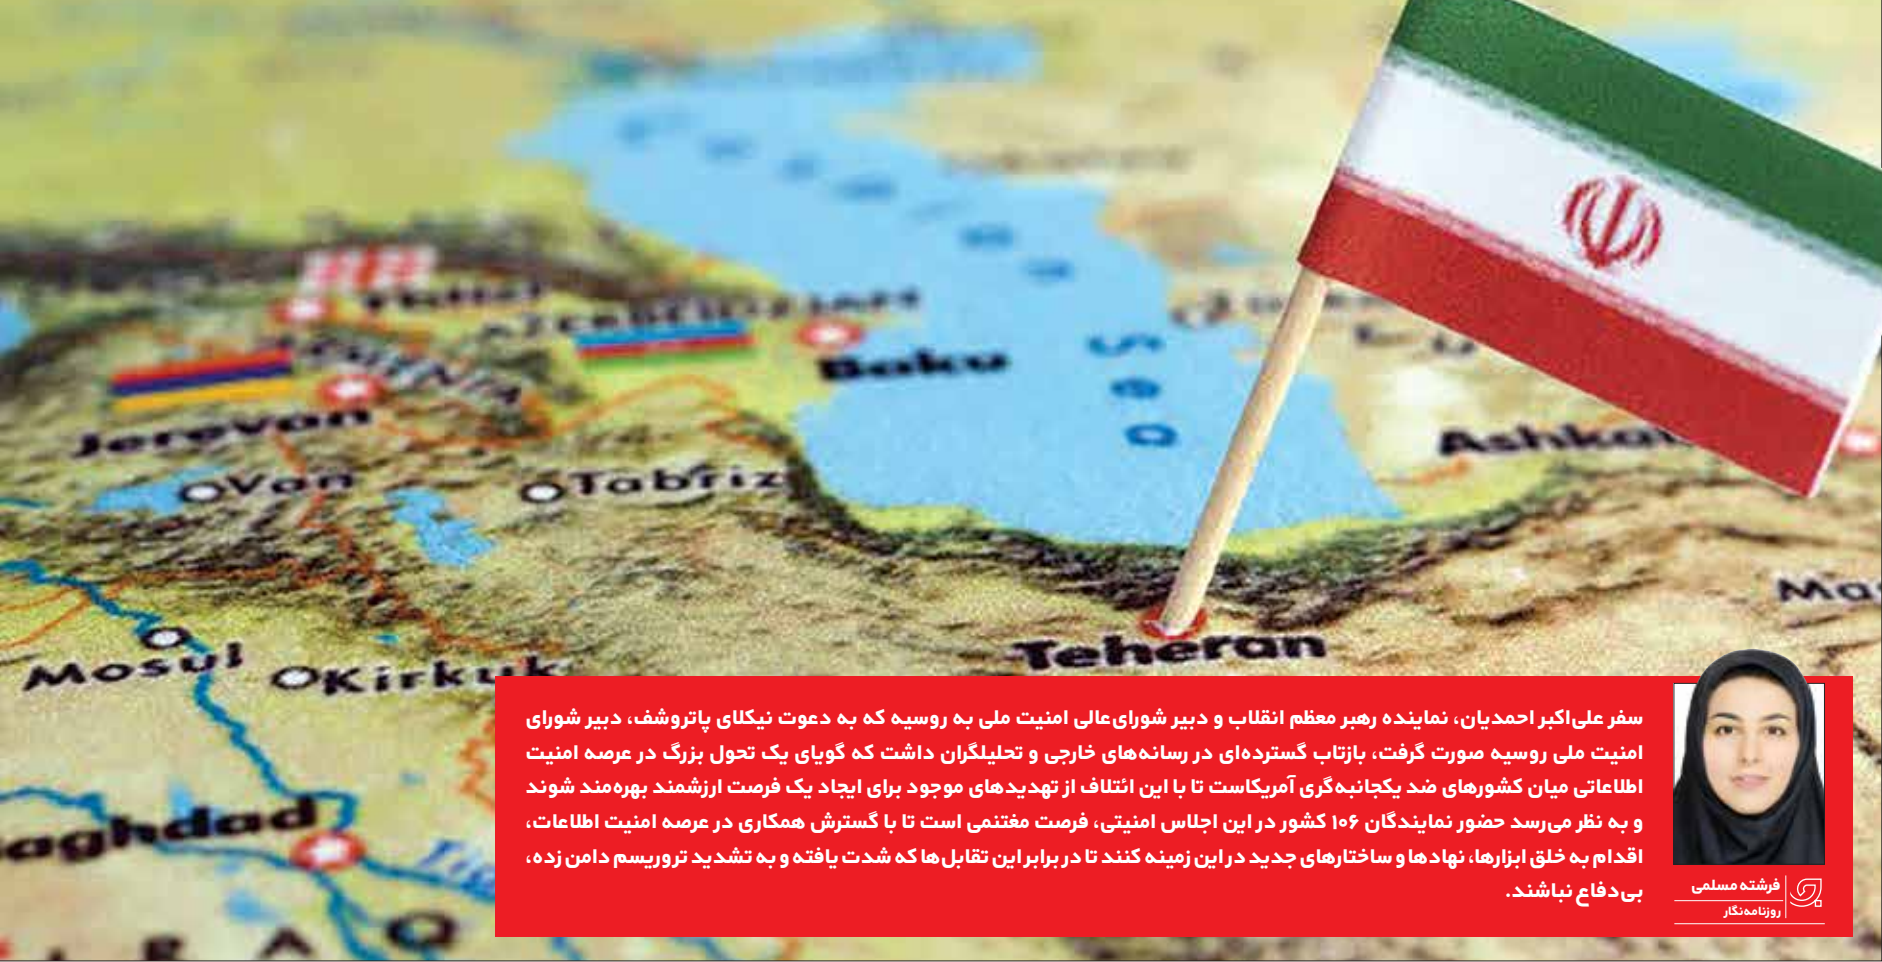 Tbilisi
AZERBEIDZJAN
Baku
Jerevan
Van
Tabriz
Sea
Teheran
Mosul
Kirkuk
aghdad
IRAQ
سفر علی‌اکبر احمدیان، نماینده رهبر معظم انقلاب و دبیر شورای‌عالی امنیت ملی به روسیه که به دعوت نیکلای پاتروشف، دبیر شورای
امنیت ملی روسیه صورت گرفت، بازتاب گسترده‌ای در رسانه‌های خارجی و تحلیلگران داشت که گویای یک تحول بزرگ در عرصه امنیت
اطلاعاتی میان کشورهای ضد یکجانبه‌گری آمریکاست تا با این ائتلاف از تهدیدهای موجود برای ایجاد یک فرصت ارزشمند بهره‌مند شوند
و به نظر می‌رسد حضور نمایندگان ۱۰۶ کشور در این اجلاس امنیتی، فرصت مغتنمی است تا با گسترش همکاری در عرصه امنیت اطلاعات،
اقدام به خلق ابزارها، نهادها و ساختارهای جدید در این زمینه کنند تا در برابر این تقابل‌ها که شدت یافته و به تشدید تروریسم دامن زده،
بی‌دفاع نباشند.
فرشته مسلمی
روزنامه‌نگار